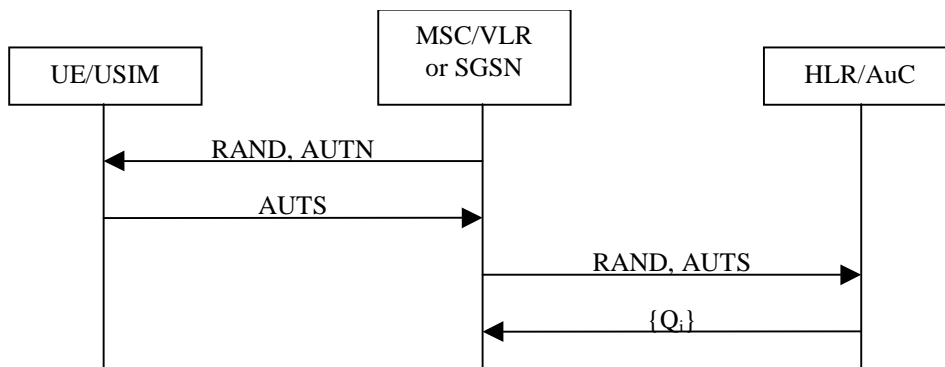 UE/USIM
MSC/VLR
or SGSN
HLR/AuC
RAND, AUTN
AUTS
RAND, AUTS
{Qi}